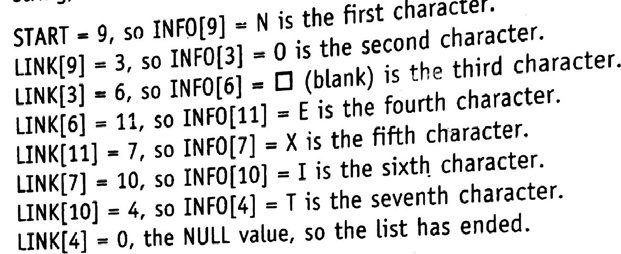 START = 9, so INFO[9] = N is the first character.
LINK[9] = 3, so INFO[3] = O is the second character.
LINK[3] = 6, so INFO[6] = □ (blank) is the third character.
LINK[6] = 11, so INFO[11] = E is the fourth character.
LINK[11] = 7, so INFO[7] = X is the fifth character.
LINK[7] = 10, so INFO[10] = I is the sixth character.
LINK[10] = 4, so INFO[4] = T is the seventh character.
LINK[4] = 0, the NULL value, so the list has ended.